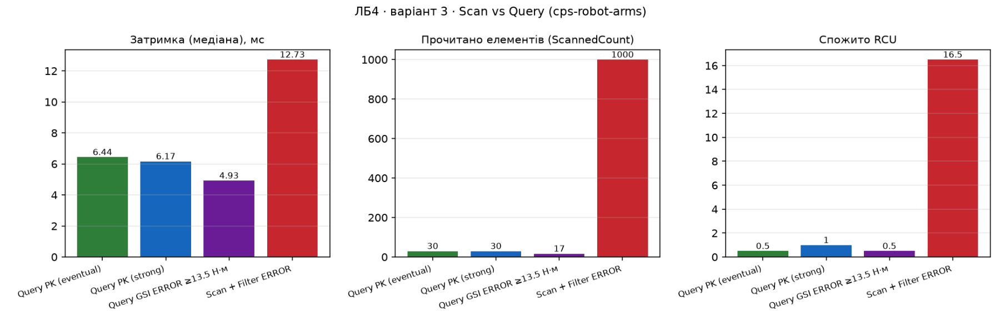 ЛБ4 · варіант 3 · Scan vs Query (cps-robot-arms)
Затримка (медіана), мс
12.73
12
10
8
6.44
6.17
6
4.93
4
2
0
Query PK (eventual)
Query PK (strong)
Query GSI ERROR ≥13.5 Н·м
Scan + Filter ERROR
Прочитано елементів (ScannedCount)
1000
1000
800
600
400
200
30
30
17
0
Query PK (eventual)
Query PK (strong)
Query GSI ERROR ≥13.5 Н·м
Scan + Filter ERROR
Спожито RCU
16.5
16
14
12
10
8
6
4
2
1
0.5
0.5
0
Query PK (eventual)
Query PK (strong)
Query GSI ERROR ≥13.5 Н·м
Scan + Filter ERROR